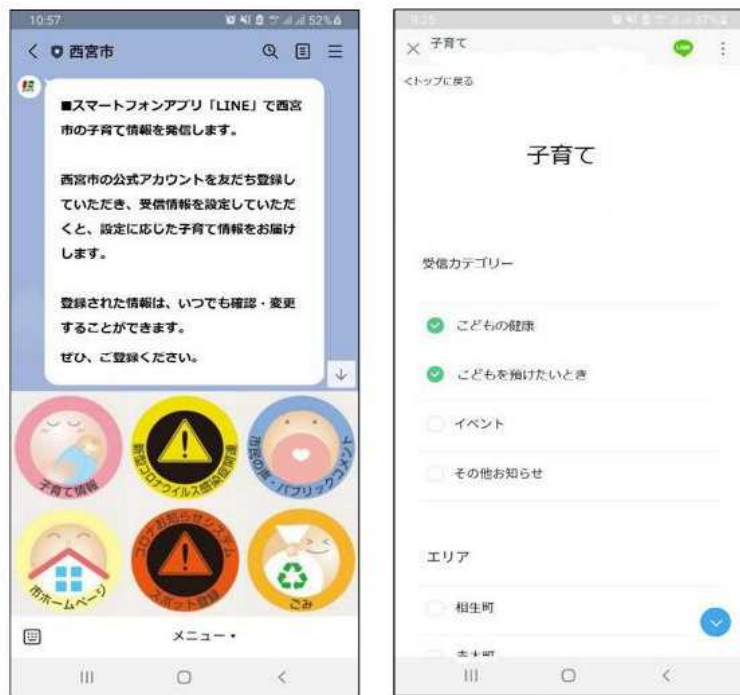 10:57
52%
西宮市
■スマートフォンアプリ「LINE」で西宮
市の子育て情報を発信します。
西宮市の公式アカウントを友だち登録し
ていただき、受信情報を設定していただ
くと、設定に応じた子育て情報をお届け
します。
登録された情報は、いつでも確認・変更
することができます。
ぜひ、ご登録ください。
子育て情報
新型コロナウイルス感染症関連
市民の声・パブリックコメント
市ホームページ
コロナお知らせシステム
スポット登録
ごみ
メニュー・
9:25
37%
子育て
LINE
<トップに戻る
子育て
受信カテゴリー
こどもの健康
こどもを預けたいとき
イベント
その他お知らせ
エリア
相生町